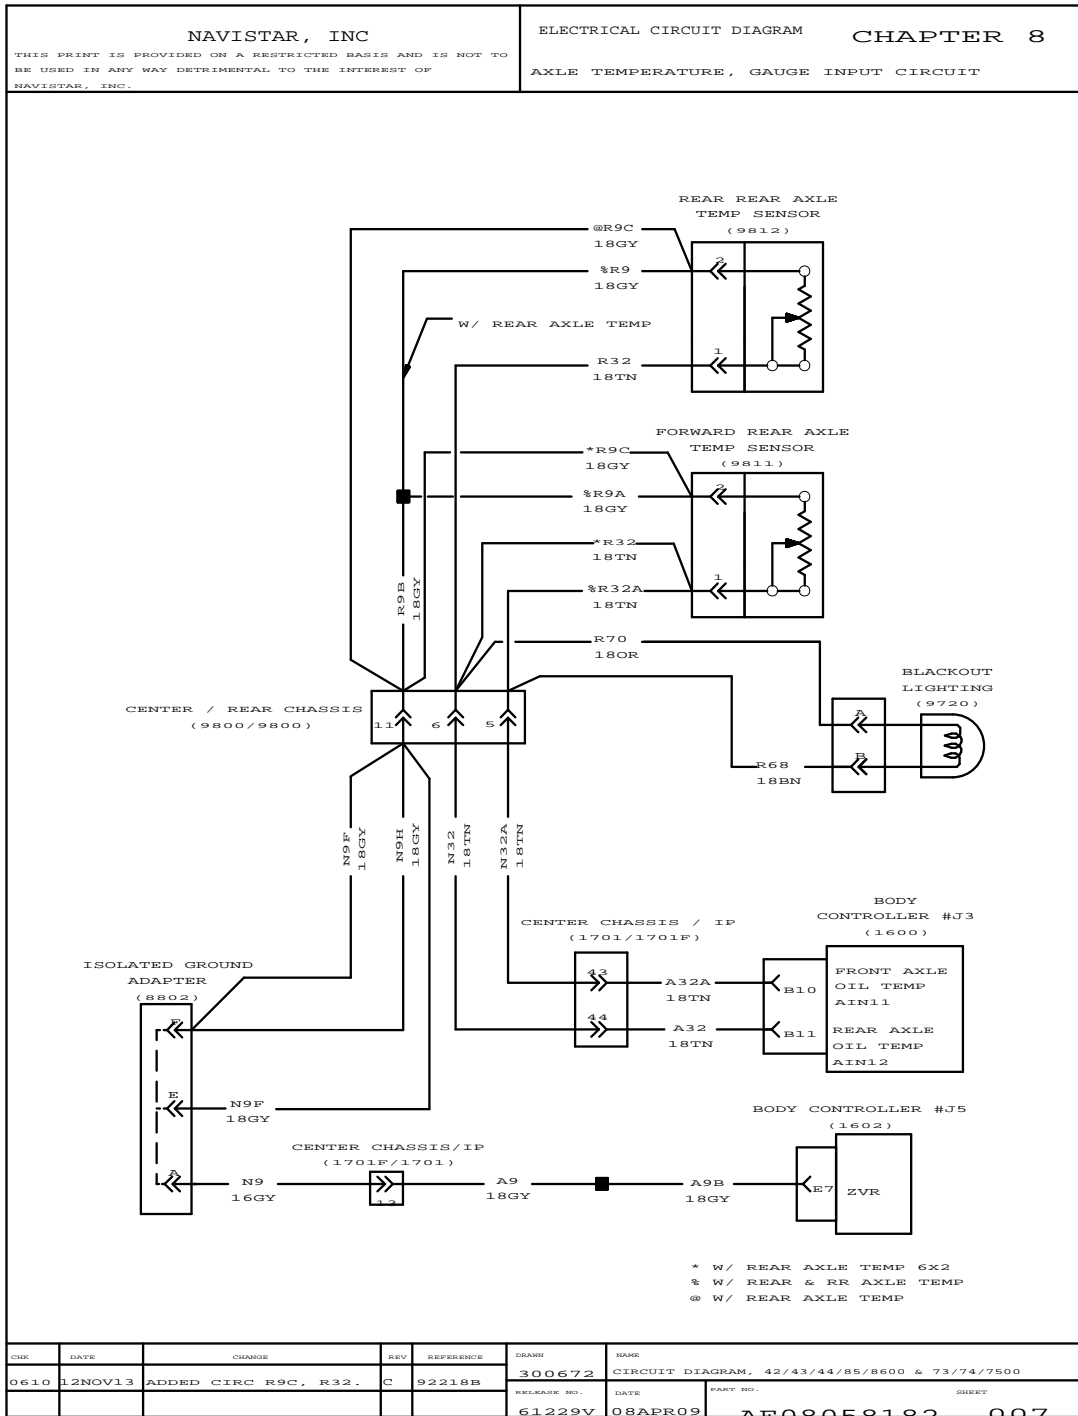 NAVISTAR, INC
THIS PRINT IS PROVIDED ON A RESTRICTED BASIS AND IS NOT TO
BE USED IN ANY WAY DETRIMENTAL TO THE INTEREST OF
NAVISTAR, INC.
ELECTRICAL CIRCUIT DIAGRAM
CHAPTER 8
AXLE TEMPERATURE, GAUGE INPUT CIRCUIT
REAR REAR AXLE
TEMP SENSOR
(9812)
@R9C
18GY
%R9
18GY
2
W/ REAR AXLE TEMP
R32
18TN
1
FORWARD REAR AXLE
TEMP SENSOR
(9811)
*R9C
18GY
%R9A
18GY
2
*R32
18TN
%R32A
18TN
1
R9B
18GY
R70
18OR
BLACKOUT
LIGHTING
(9720)
A
B
R68
18BN
CENTER / REAR CHASSIS
(9800/9800)
11
6
5
N9F
18GY
N9H
18GY
N32
18TN
N32A
18TN
BODY
CONTROLLER #J3
(1600)
CENTER CHASSIS / IP
(1701/1701F)
43
A32A
18TN
B10
FRONT AXLE
OIL TEMP
AIN11
44
A32
18TN
B11
REAR AXLE
OIL TEMP
AIN12
ISOLATED GROUND
ADAPTER
(8802)
F
E
N9F
18GY
A
N9
16GY
CENTER CHASSIS/IP
(1701F/1701)
13
A9
18GY
A9B
18GY
BODY CONTROLLER #J5
(1602)
E7
ZVR
* W/ REAR AXLE TEMP 6X2
% W/ REAR & RR AXLE TEMP
@ W/ REAR AXLE TEMP
CHK DATE CHANGE REV REFERENCE
0610 12NOV13 ADDED CIRC R9C, R32. C 92218B
DRAWN
300672
NAME
CIRCUIT DIAGRAM, 42/43/44/85/8600 & 73/74/7500
RELEASE NO.
61229V
DATE
08APR09
PART NO.
AE08058182
SHEET
007